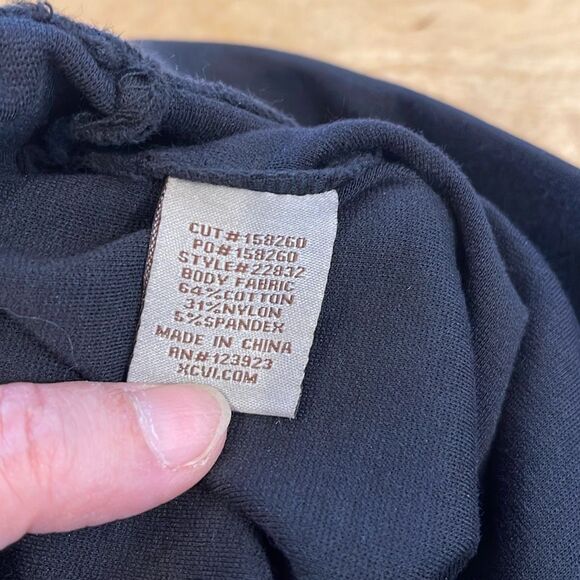 CUT#158260
PO#158260
STYLE#22832
BODY FABRIC
64%COTTON
31%NYLON
5%SPANDEX
MADE IN CHINA
RN#123923
XCVI.COM